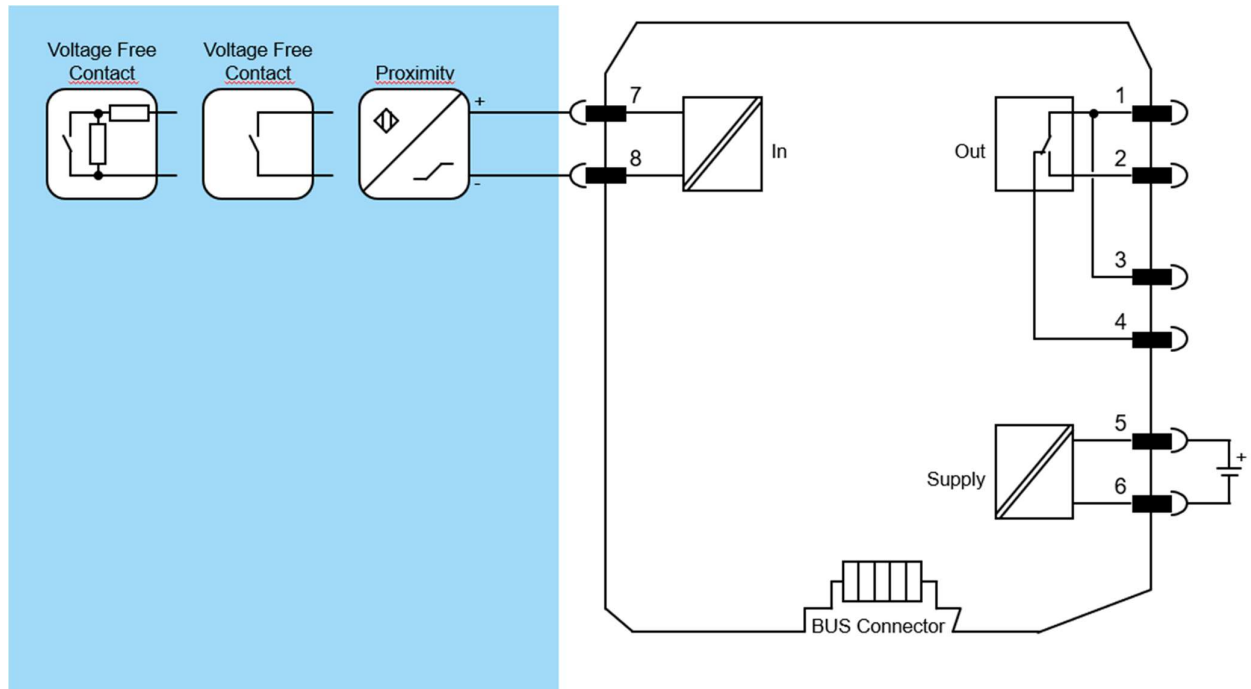 Voltage Free
Contact
Voltage Free
Contact
Proximity
+
-
7
8
In
Out
1
2
3
4
5
6
+
Supply
BUS Connector